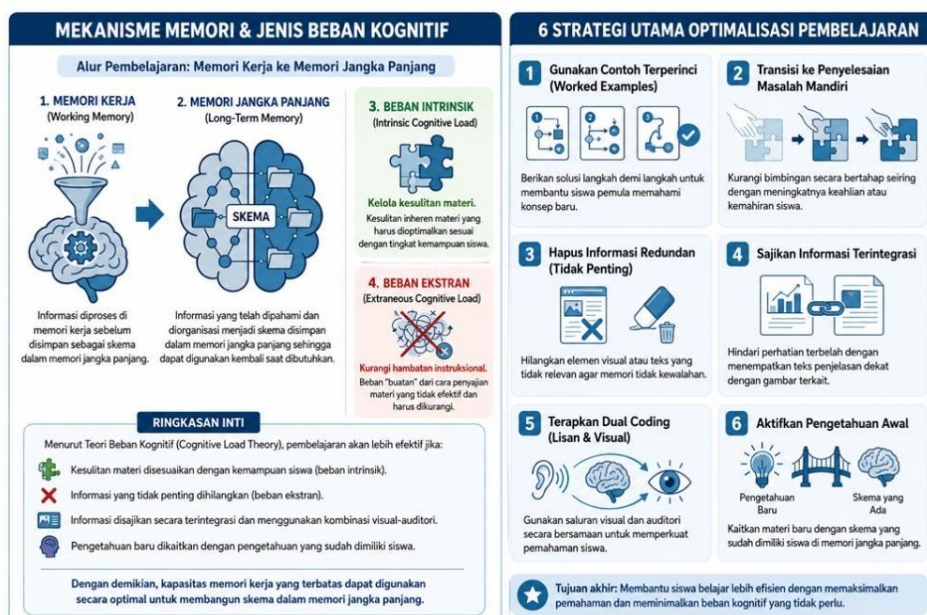 MEKANISME MEMORI & JENIS BEBAN KOGNITIF
Alur Pembelajaran: Memori Kerja ke Memori Jangka Panjang
1. MEMORI KERJA
(Working Memory)
Informasi diproses di
memori kerja sebelum
disimpan sebagai skema
dalam memori jangka panjang.
2. MEMORI JANGKA PANJANG
(Long-Term Memory)
SKEMA
Informasi yang telah dipahami dan
diorganisasi menjadi skema disimpan
dalam memori jangka panjang sehingga
dapat digunakan kembali saat dibutuhkan.
3. BEBAN INTRINSIK
(Intrinsic Cognitive Load)
Kelola kesulitan materi.
Kesulitan inheren materi yang
harus dioptimalkan sesuai
dengan tingkat kemampuan siswa.
4. BEBAN EKSTRAN
(Extraneous Cognitive Load)
Kurangi hambatan instruksional.
Beban "buatan" dari cara penyajian
materi yang tidak efektif dan
harus dikurangi.
RINGKASAN INTI
Menurut Teori Beban Kognitif (Cognitive Load Theory), pembelajaran akan lebih efektif jika:
Kesulitan materi disesuaikan dengan kemampuan siswa (beban intrinsik).
Informasi yang tidak penting dihilangkan (beban ekstran).
Informasi disajikan secara terintegrasi dan menggunakan kombinasi visual-auditori.
Pengetahuan baru dikaitkan dengan pengetahuan yang sudah dimiliki siswa.
Dengan demikian, kapasitas memori kerja yang terbatas dapat digunakan
secara optimal untuk membangun skema dalam memori jangka panjang.
6 STRATEGI UTAMA OPTIMALISASI PEMBELAJARAN
1 Gunakan Contoh Terperinci
(Worked Examples)
1 2 3
Berikan solusi langkah demi langkah untuk
membantu siswa pemula memahami
konsep baru.
2 Transisi ke Penyelesaian
Masalah Mandiri
Kurangi bimbingan secara bertahap seiring
dengan meningkatnya keahlian atau
kemahiran siswa.
3 Hapus Informasi Redundan
(Tidak Penting)
Hilangkan elemen visual atau teks yang
tidak relevan agar memori tidak kewalahan.
4 Sajikan Informasi Terintegrasi
Hindari perhatian terbelah dengan
menempatkan teks penjelasan dekat
dengan gambar terkait.
5 Terapkan Dual Coding
(Lisan & Visual)
Gunakan saluran visual dan auditori
secara bersamaan untuk memperkuat
pemahaman siswa.
6 Aktifkan Pengetahuan Awal
Pengetahuan
Baru
Skema yang
Ada
Kaitkan materi baru dengan skema yang
sudah dimiliki siswa di memori jangka panjang.
Tujuan akhir: Membantu siswa belajar lebih efisien dengan memaksimalkan
pemahaman dan meminimalkan beban kognitif yang tidak perlu.